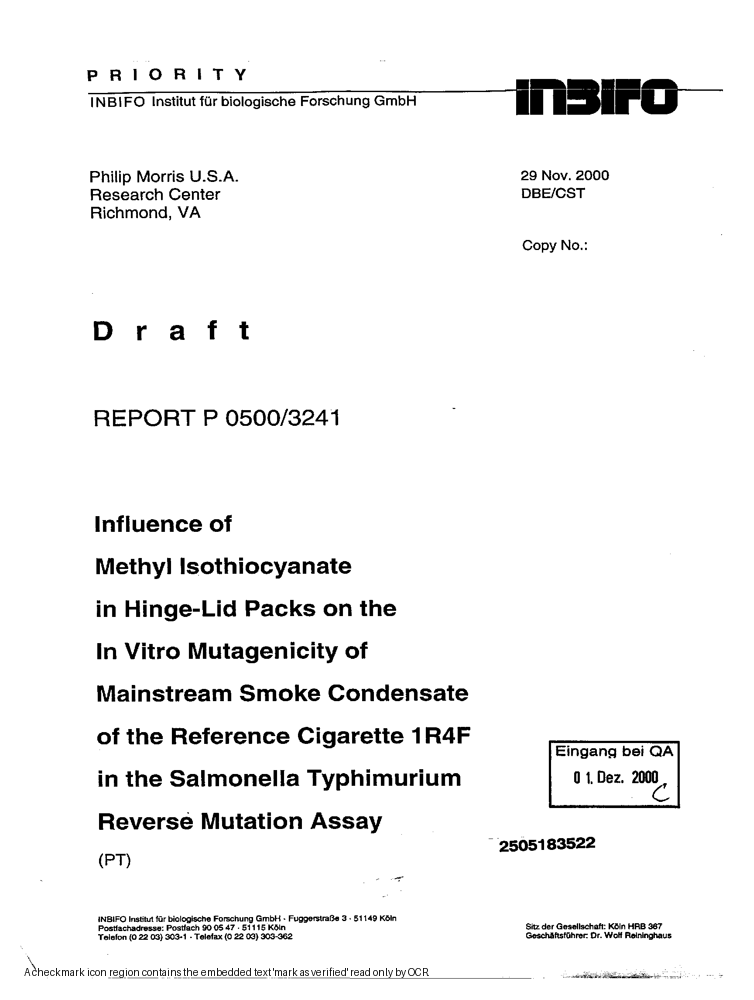 P R I O R I T Y
INBIFO Institut für biologische Forschung GmbH
INBIFO
Philip Morris U.S.A.
Research Center
Richmond, VA
29 Nov. 2000
DBE/CST
Copy No.:
D r a f t
REPORT P 0500/3241
Influence of
Methyl Isothiocyanate
in Hinge-Lid Packs on the
In Vitro Mutagenicity of
Mainstream Smoke Condensate
of the Reference Cigarette 1R4F
in the Salmonella Typhimurium
Reverse Mutation Assay
(PT)
Eingang bei QA
0 1. Dez. 2000
C
2505183522
INBIFO Institut für biologische Forschung GmbH - Fuggerstraße 3 - 51149 Köln
Postfachadresse: Postfach 90 05 47 - 51115 Köln
Telefon (0 22 03) 303-1 - Telefax (0 22 03) 303-362
Sitz der Gesellschaft: Köln HRB 367
Geschäftsführer: Dr. Wolf Reininghaus
A checkmark icon region contains the embedded text 'mark as verified' read only by OCR.